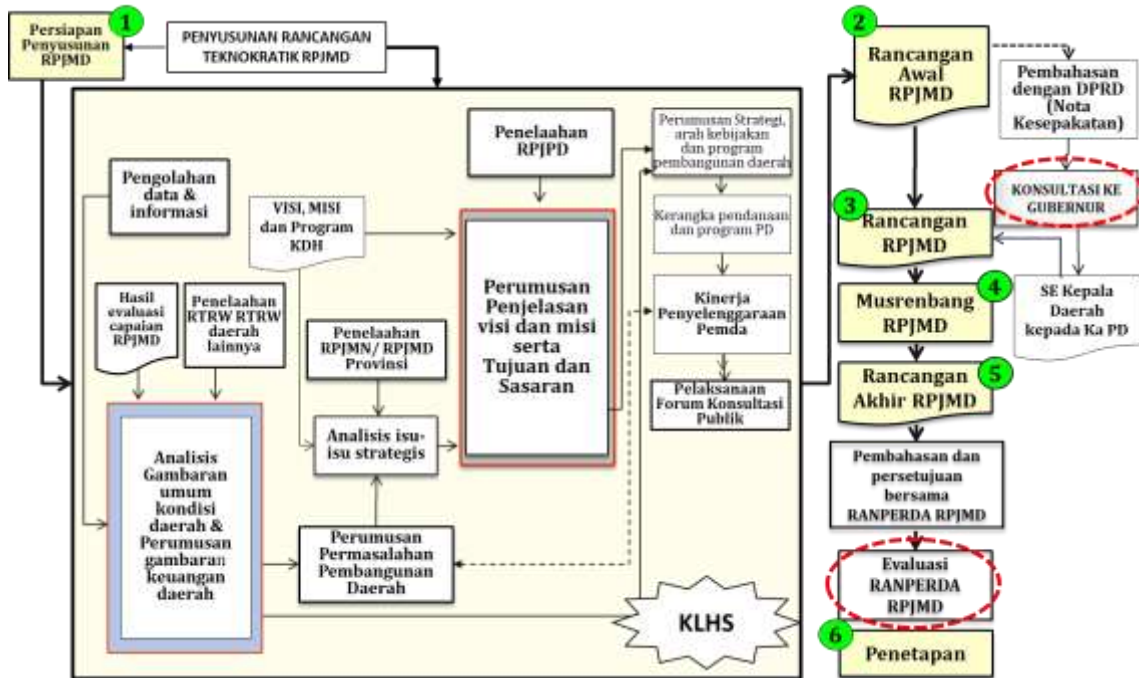 1
Persiapan
Penyusunan
RPJMD
PENYUSUNAN RANCANGAN
TEKNOKRATIK RPJMD
Pengolahan
data &
informasi
Hasil
evaluasi
capaian
RPJMD
Penelaahan
RTRW RTRW
daerah
lainnya
Analisis
Gambaran
umum
kondisi
daerah &
Perumusan
gambaran
keuangan
daerah
VISI, MISI
dan Program
KDH
Penelaahan
RPJMN/ RPJMD
Provinsi
Analisis isu-
isu strategis
Perumusan
Permasalahan
Pembangunan
Daerah
Penelaahan
RPJPD
Perumusan
Penjelasan
visi dan misi
serta
Tujuan dan
Sasaran
Perumusan Strategi,
arah kebijakan
dan program
pembangunan daerah
Kerangka pendanaan
dan program PD
Kinerja
Penyelenggaraan
Pemda
Pelaksanaan
Forum Konsultasi
Publik
KLHS
2
Rancangan
Awal
RPJMD
Pembahasan
dengan DPRD
(Nota
Kesepakatan)
KONSULTASI KE
GUBERNUR
SE Kepala
Daerah
kepada Ka PD
3
Rancangan
RPJMD
4
Musrenbang
RPJMD
5
Rancangan
Akhir RPJMD
Pembahasan dan
persetujuan
bersama
RANPERDA RPJMD
Evaluasi
RANPERDA
RPJMD
6
Penetapan